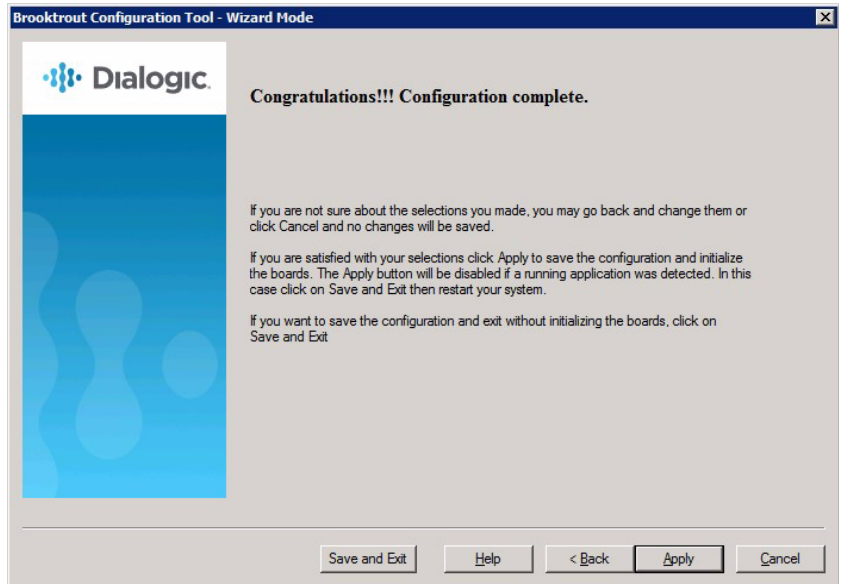 Brooktrout Configuration Tool - Wizard Mode
Dialogic.
Congratulations!!! Configuration complete.
If you are not sure about the selections you made, you may go back and change them or
click Cancel and no changes will be saved.
If you are satisfied with your selections click Apply to save the configuration and initialize
the boards. The Apply button will be disabled if a running application was detected. In this
case click on Save and Exit then restart your system.
If you want to save the configuration and exit without initializing the boards, click on
Save and Exit
Save and Exit
Help
< Back
Apply
Cancel